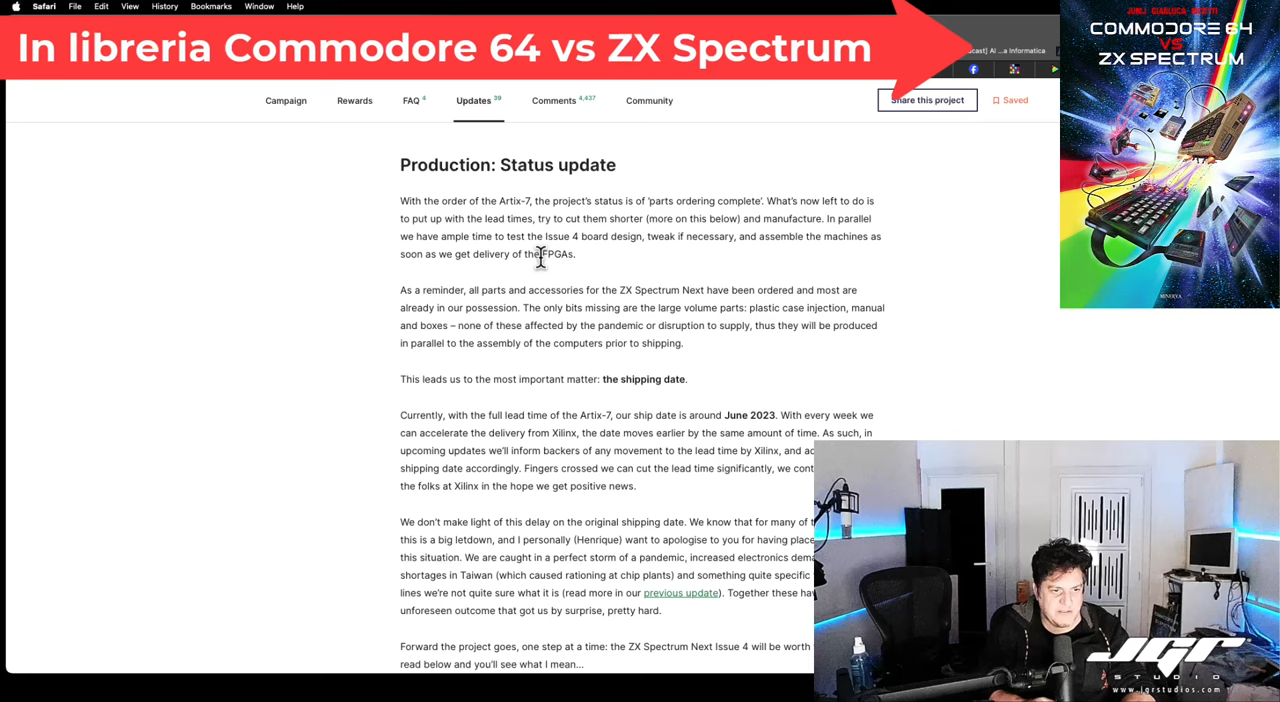 Safari File Edit View History Bookmarks Window Help
In libreria Commodore 64 vs ZX Spectrum
cast] Al ...a Informatica
COMMODORE 64
VS
ZX SPECTRUM
MINERVA
Campaign Rewards FAQ 4 Updates 39 Comments 4,437 Community Share this project Saved
Production: Status update
With the order of the Artix-7, the project's status is of 'parts ordering complete'. What's now left to do is
to put up with the lead times, try to cut them shorter (more on this below) and manufacture. In parallel
we have ample time to test the Issue 4 board design, tweak if necessary, and assemble the machines as
soon as we get delivery of the FPGAs.
As a reminder, all parts and accessories for the ZX Spectrum Next have been ordered and most are
already in our possession. The only bits missing are the large volume parts: plastic case injection, manual
and boxes – none of these affected by the pandemic or disruption to supply, thus they will be produced
in parallel to the assembly of the computers prior to shipping.
This leads us to the most important matter: the shipping date.
Currently, with the full lead time of the Artix-7, our ship date is around June 2023. With every week we
can accelerate the delivery from Xilinx, the date moves earlier by the same amount of time. As such, in
upcoming updates we'll inform backers of any movement to the lead time by Xilinx, and ac
shipping date accordingly. Fingers crossed we can cut the lead time significantly, we cont
the folks at Xilinx in the hope we get positive news.
We don't make light of this delay on the original shipping date. We know that for many of t
this is a big letdown, and I personally (Henrique) want to apologise to you for having place
this situation. We are caught in a perfect storm of a pandemic, increased electronics dema
shortages in Taiwan (which caused rationing at chip plants) and something quite specific
lines we're not quite sure what it is (read more in our previous update). Together these hav
unforeseen outcome that got us by surprise, pretty hard.
Forward the project goes, one step at a time: the ZX Spectrum Next Issue 4 will be worth
read below and you'll see what I mean...
JGR
STUDIO
www.jgrstudios.com